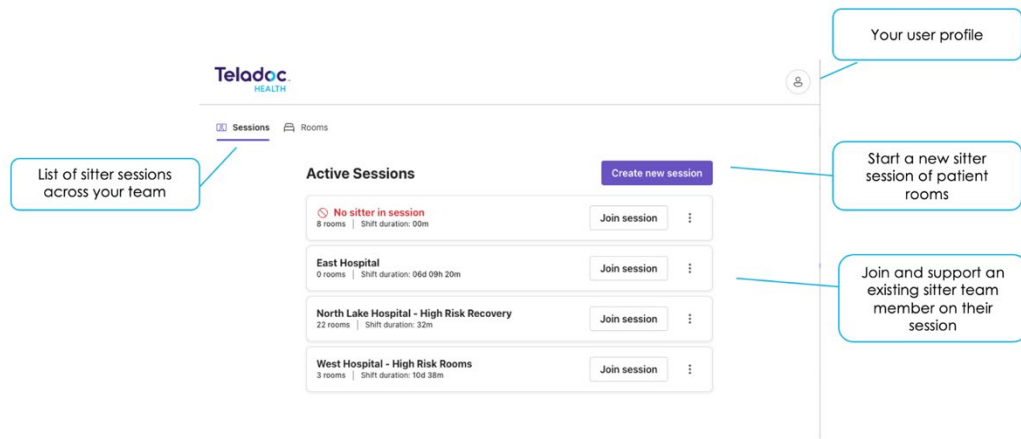 Your user profile
Teladoc
HEALTH
Sessions Rooms
List of sitter sessions
across your team
Active Sessions
Create new session
Start a new sitter
session of patient
rooms
No sitter in session
8 rooms | Shift duration: 00m
Join session
East Hospital
0 rooms | Shift duration: 06d 09h 20m
Join session
Join and support an
existing sitter team
member on their
session
North Lake Hospital - High Risk Recovery
22 rooms | Shift duration: 32m
Join session
West Hospital - High Risk Rooms
3 rooms | Shift duration: 10d 38m
Join session